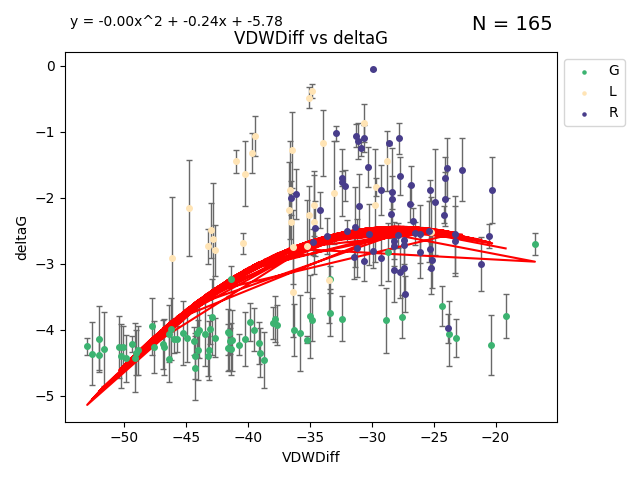 y = -0.00x^2 + -0.24x + -5.78
N = 165
VDWDiff vs deltaG
G
L
R
0
−1
−2
−3
−4
−5
deltaG
−50
−45
−40
−35
−30
−25
−20
VDWDiff